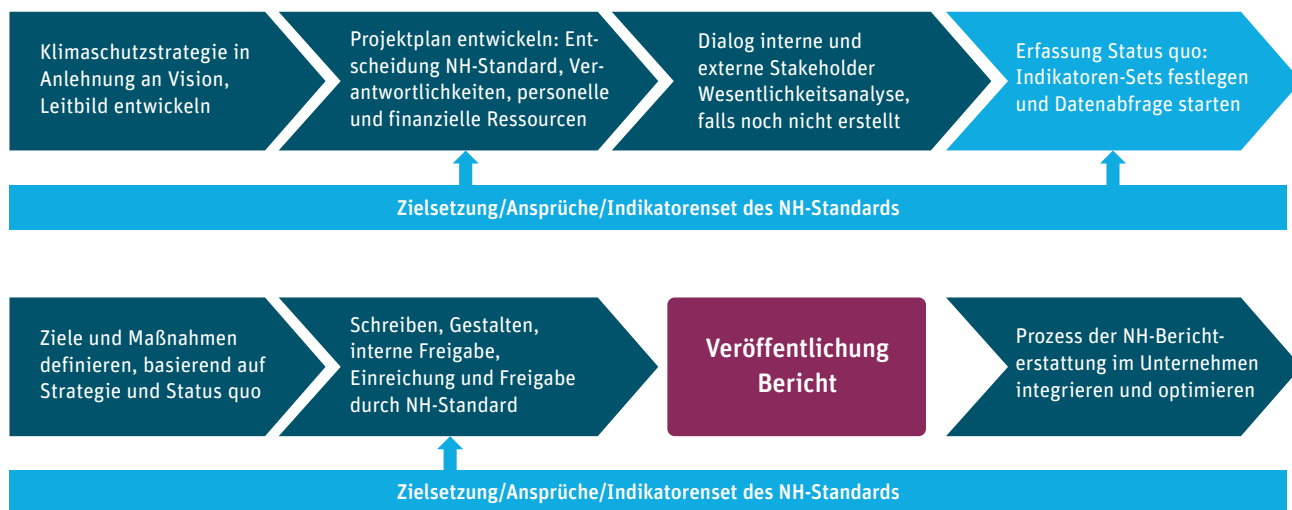 Klimaschutzstrategie in
Anlehnung an Vision,
Leitbild entwickeln
Projektplan entwickeln: Ent-
scheidung NH-Standard, Ver-
antwortlichkeiten, personelle
und finanzielle Ressourcen
Dialog interne und
externe Stakeholder
Wesentlichkeitsanalyse,
falls noch nicht erstellt
Erfassung Status quo:
Indikatoren-Sets festlegen
und Datenabfrage starten
Zielsetzung/Ansprüche/Indikatorenset des NH-Standards
Ziele und Maßnahmen
definieren, basierend auf
Strategie und Status quo
Schreiben, Gestalten,
interne Freigabe,
Einreichung und Freigabe
durch NH-Standard
Veröffentlichung
Bericht
Prozess der NH-Bericht-
erstattung im Unternehmen
integrieren und optimieren
Zielsetzung/Ansprüche/Indikatorenset des NH-Standards